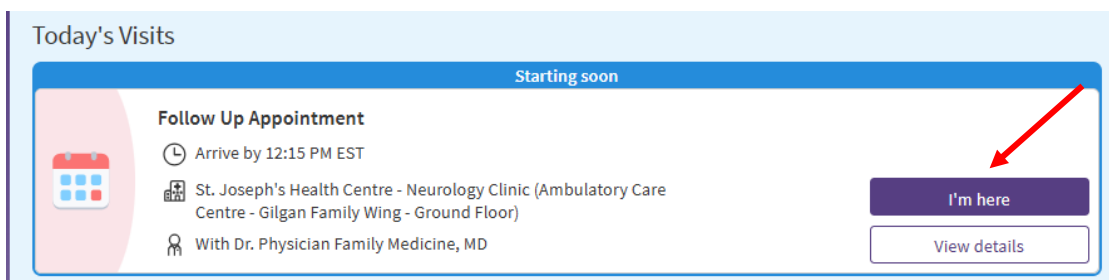 Today's Visits
Starting soon
Follow Up Appointment
Arrive by 12:15 PM EST
St. Joseph's Health Centre - Neurology Clinic (Ambulatory Care
Centre - Gilgan Family Wing - Ground Floor)
I'm here
With Dr. Physician Family Medicine, MD
View details